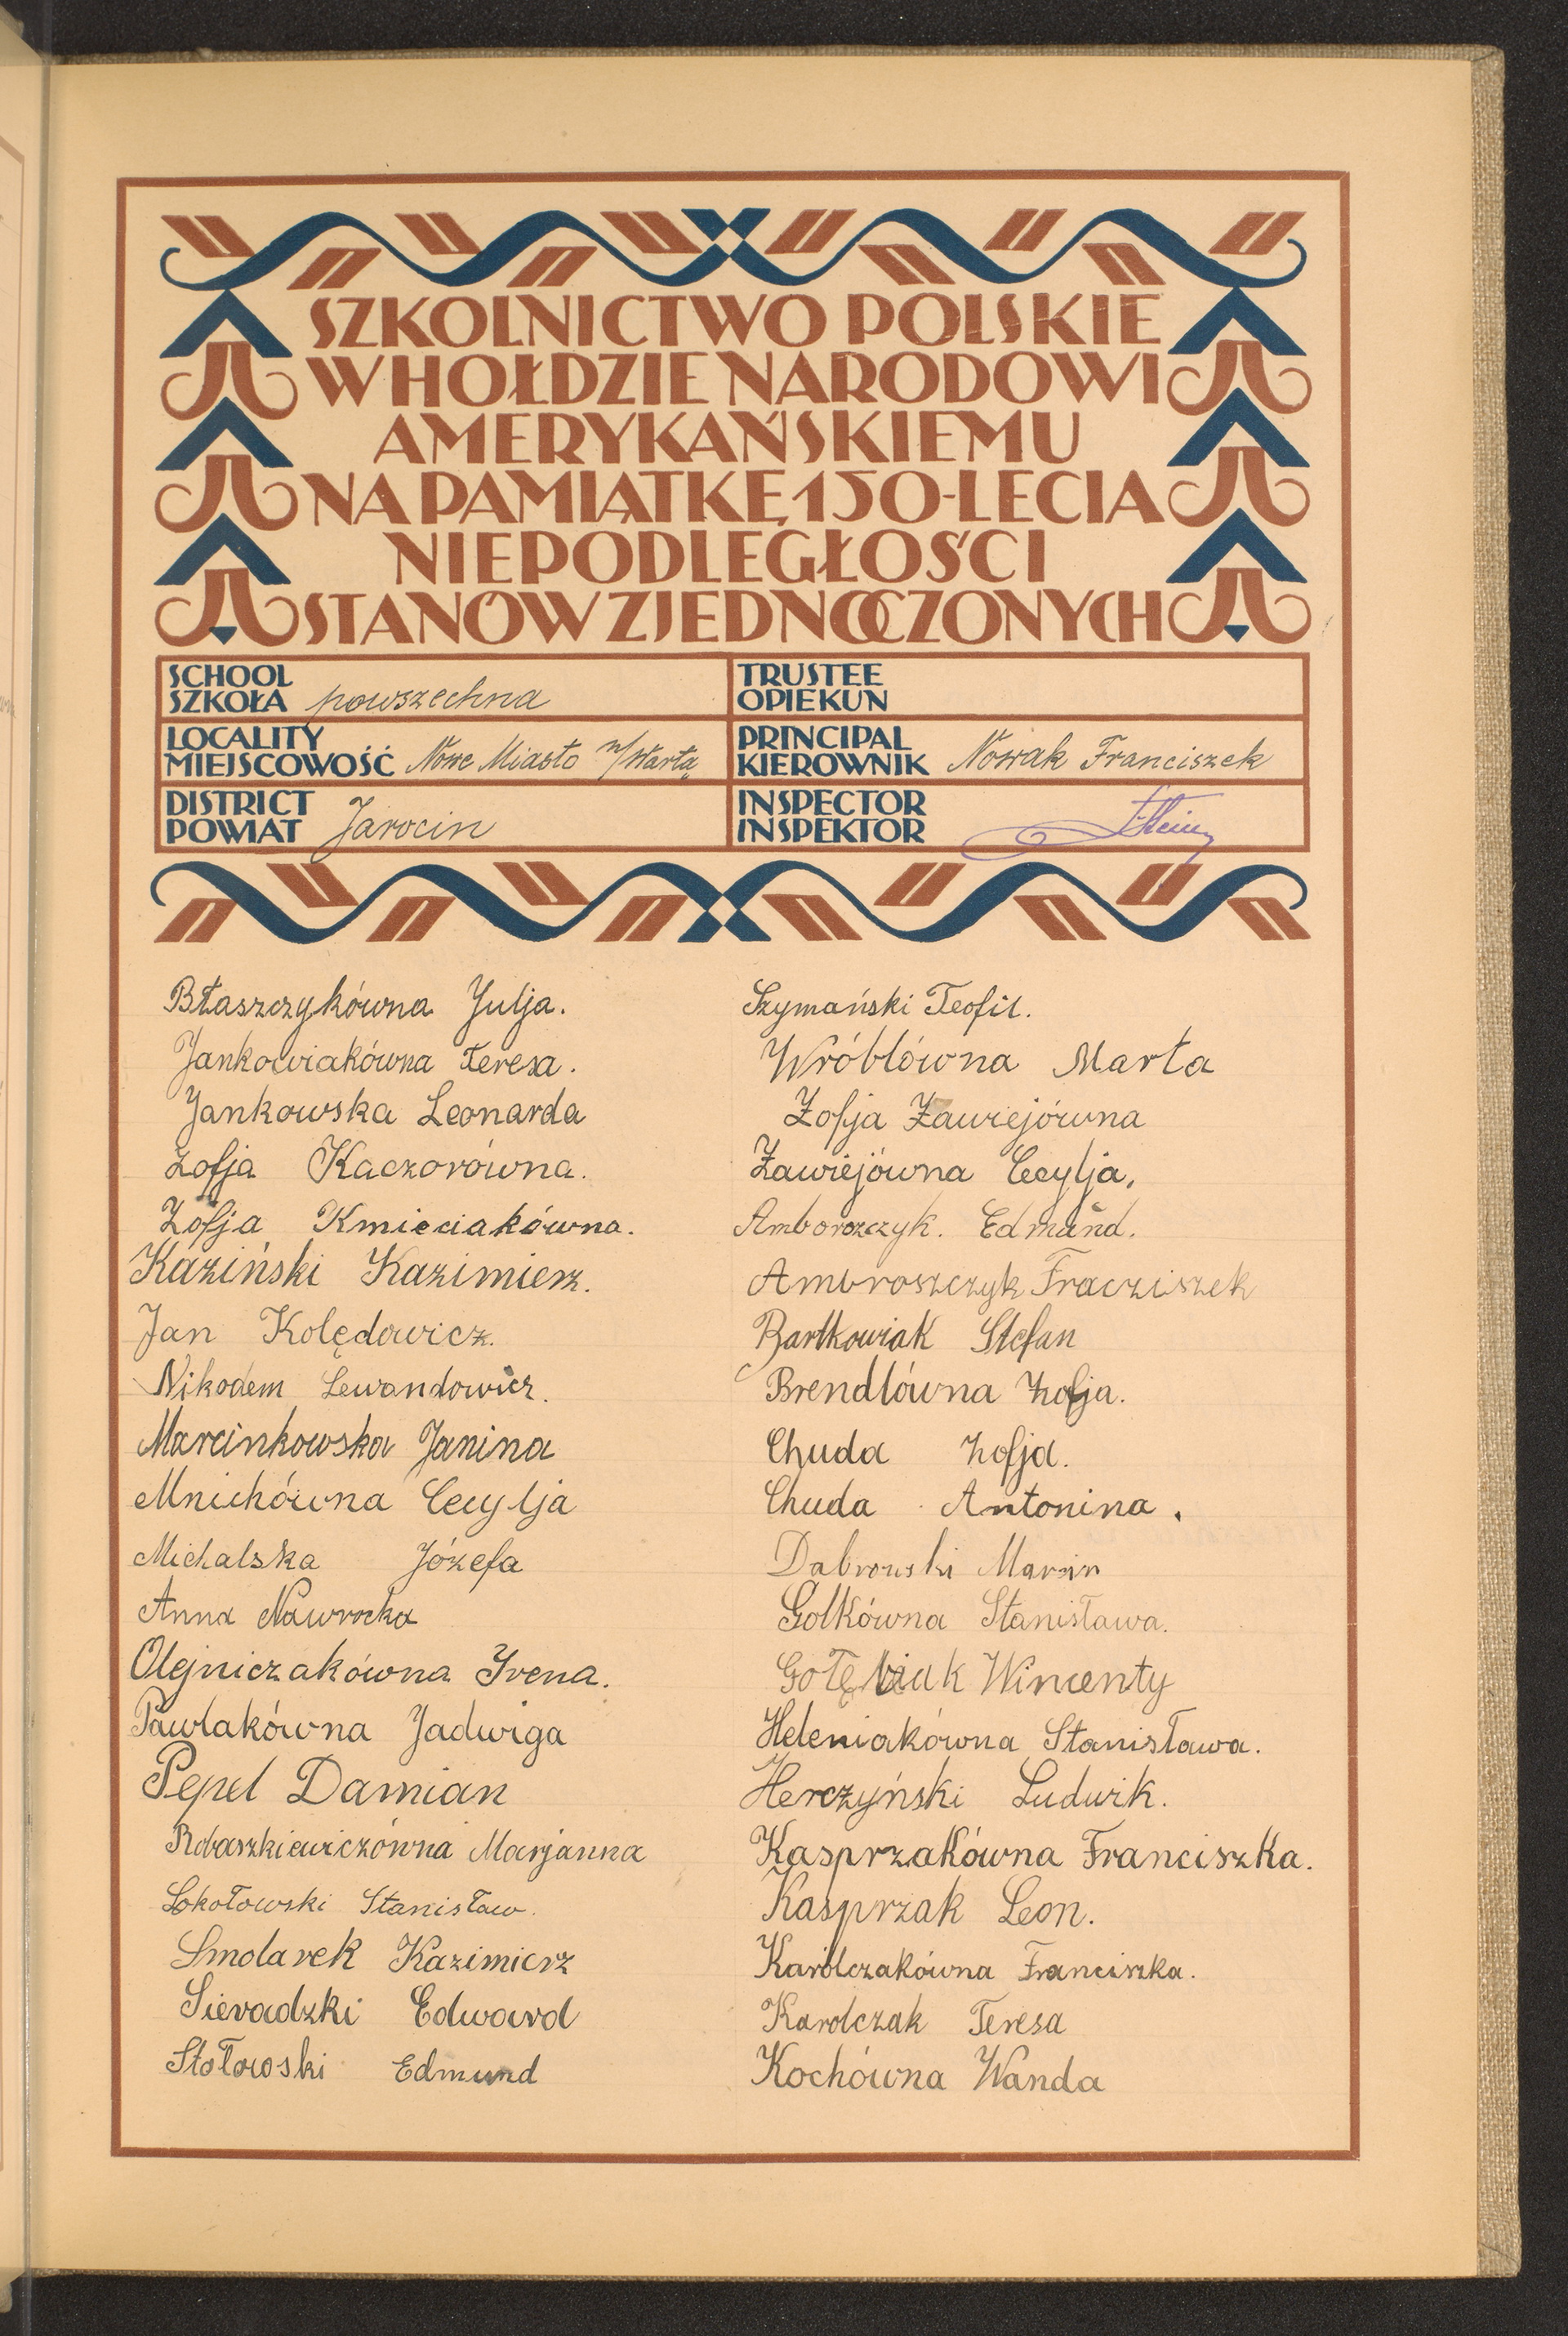 SZKOLNICTWO POLSKIE
W HOŁDZIE NARODOWI
AMERYKAŃSKIEMU
NA PAMIĄTKĘ 150-LECIA
NIEPODLEGŁOŚCI
STANÓW ZJEDNOCZONYCH
SCHOOL
SZKOŁA powszechna
TRUSTEE
OPIEKUN
LOCALITY
MIEJSCOWOŚĆ Nowe Miasto n/Wartą
PRINCIPAL
KIEROWNIK Nowak Franciszek
DISTRICT
POWIAT Jarocin
INSPECTOR
INSPEKTOR
Błaszczykówna Julja.
Jankowiakówna Teresa.
Jankowska Leonarda
Zofja Kaczorówna.
Zofja Kmieciakówna.
Kaziński Kazimierz.
Jan Kolędowicz.
Nikodem Lewandowicz.
Marcinkowska Janina
Mnichówna Cecylja
Michalska Józefa
Anna Nawrocka
Olejniczakówna Irena.
Pawlakówna Jadwiga
Pepel Damian
Robaszkiewiczówna Marjanna
Sokołowski Stanisław.
Smolarek Kazimierz
Sieradzki Edward
Stołowski Edmund
Szymański Teofil.
Wróblówna Marta
Zofja Zawiejówna
Zawiejówna Cecylja,
Amborszczyk. Edmund.
Ambroszczyk Fracziszek
Bartkowiak Stefan
Brendlówna Zofja.
Chuda Zofja.
Chuda Antonina.
Dabrowski Marcin
Golkówna Stanisława.
Gołębiak Wincenty
Heleniakówna Stanisława.
Herczyński Ludwik.
Kasprzakówna Franciszka.
Kasprzak Leon.
Karolczakówna Franciszka.
Karolczak Teresa
Kochówna Wanda